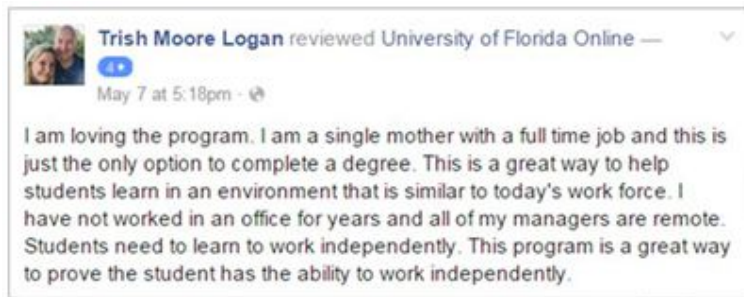 Trish Moore Logan reviewed University of Florida Online —
4★
May 7 at 5:18pm ·
I am loving the program. I am a single mother with a full time job and this is
just the only option to complete a degree. This is a great way to help
students learn in an environment that is similar to today's work force. I
have not worked in an office for years and all of my managers are remote.
Students need to learn to work independently. This program is a great way
to prove the student has the ability to work independently.